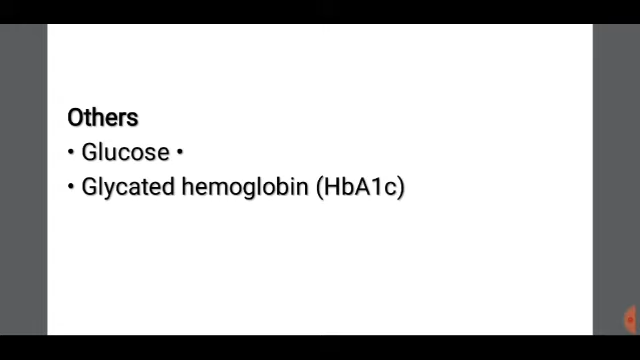 Others
• Glucose •
• Glycated hemoglobin (HbA1c)